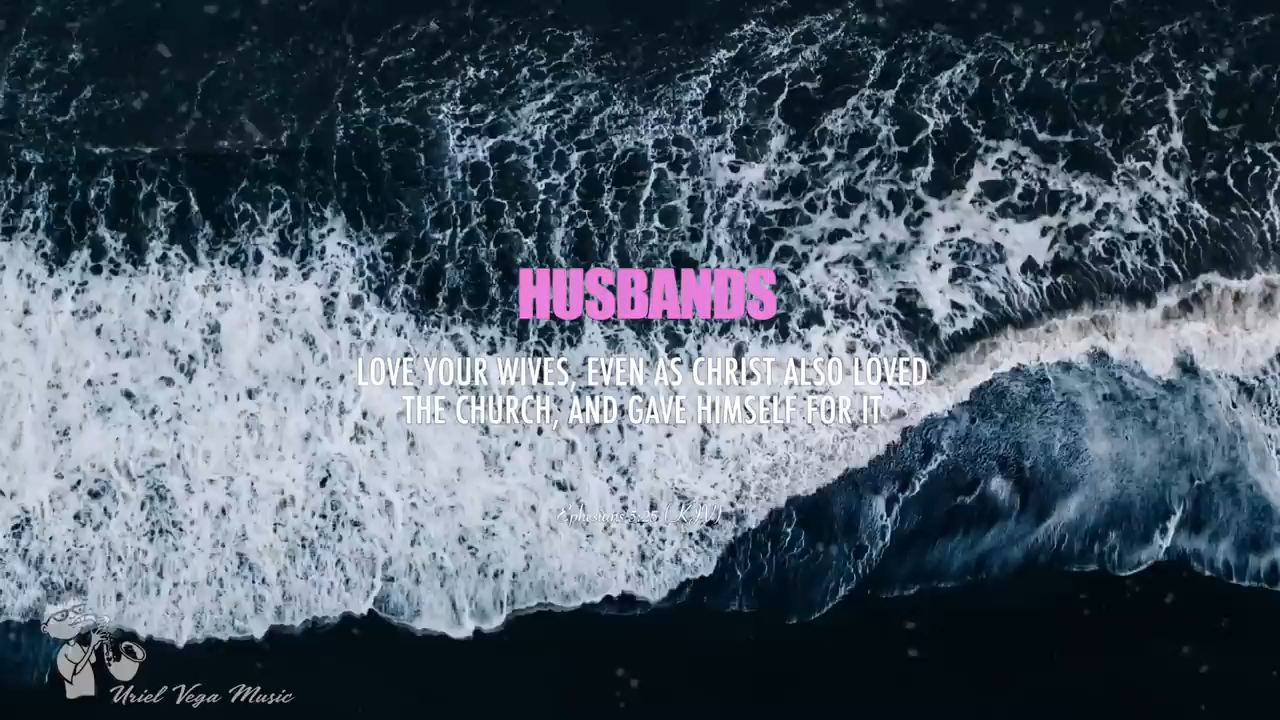 HUSBANDS
LOVE YOUR WIVES, EVEN AS CHRIST ALSO LOVED
THE CHURCH, AND GAVE HIMSELF FOR IT
Ephesians 5:25 (KJV)
Uriel Vega Music